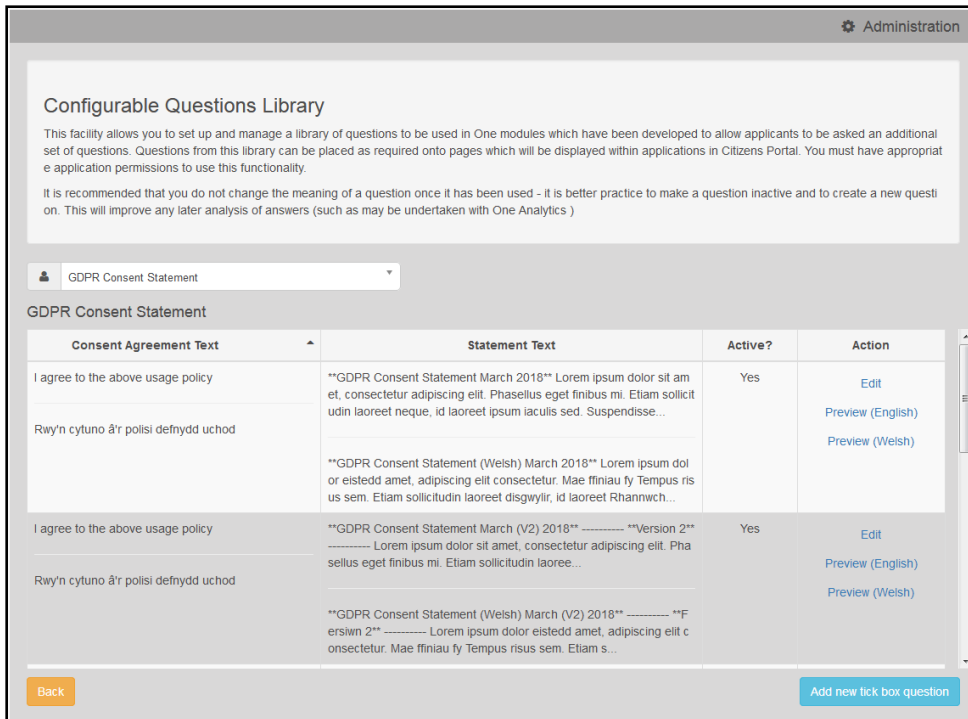 Administration
Configurable Questions Library
This facility allows you to set up and manage a library of questions to be used in One modules which have been developed to allow applicants to be asked an additional
set of questions. Questions from this library can be placed as required onto pages which will be displayed within applications in Citizens Portal. You must have appropriat
e application permissions to use this functionality.
It is recommended that you do not change the meaning of a question once it has been used - it is better practice to make a question inactive and to create a new questi
on. This will improve any later analysis of answers (such as may be undertaken with One Analytics )
GDPR Consent Statement
GDPR Consent Statement
Consent Agreement Text Statement Text Active? Action
I agree to the above usage policy
Rwy'n cytuno â'r polisi defnydd uchod
**GDPR Consent Statement March 2018** Lorem ipsum dolor sit am
et, consectetur adipiscing elit. Phasellus eget finibus mi. Etiam sollicit
udin laoreet neque, id laoreet ipsum iaculis sed. Suspendisse...
**GDPR Consent Statement (Welsh) March 2018** Lorem ipsum dol
or eistedd amet, adipiscing elit consectetur. Mae ffiniau fy Tempus ris
us sem. Etiam sollicitudin laoreet disgwylir, id laoreet Rhannwch...
Yes
Edit
Preview (English)
Preview (Welsh)
I agree to the above usage policy
Rwy'n cytuno â'r polisi defnydd uchod
**GDPR Consent Statement March (V2) 2018** ---------- **Version 2**
---------- Lorem ipsum dolor sit amet, consectetur adipiscing elit. Pha
sellus eget finibus mi. Etiam sollicitudin laoree...
**GDPR Consent Statement (Welsh) March (V2) 2018** ---------- **F
ersiwn 2** ---------- Lorem ipsum dolor eistedd amet, adipiscing elit c
onsectetur. Mae ffiniau fy Tempus risus sem. Etiam s...
Yes
Edit
Preview (English)
Preview (Welsh)
Back
Add new tick box question